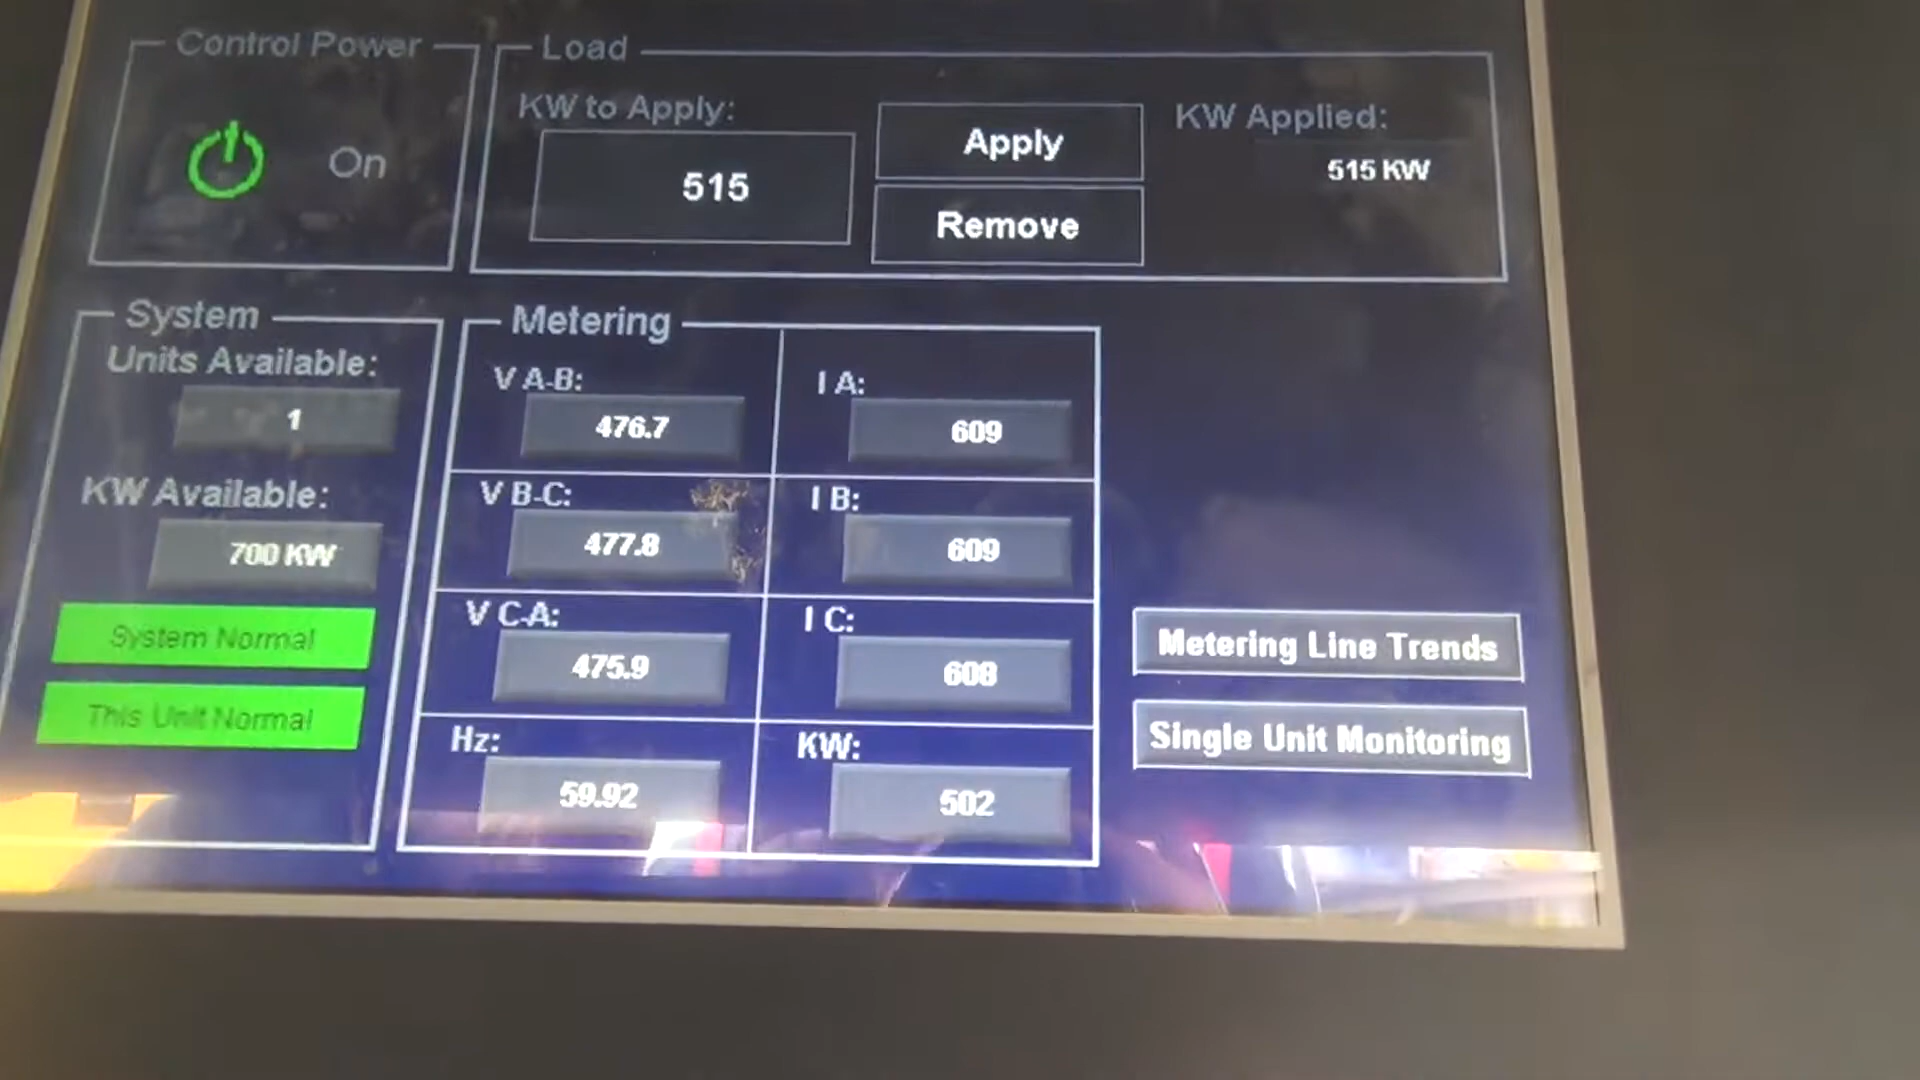 Control Power
On
Load
KW to Apply:
515
Apply
Remove
KW Applied:
515 KW
System
Units Available:
1
KW Available:
700 KW
System Normal
This Unit Normal
Metering
V A-B:
476.7
I A:
609
V B-C:
477.8
I B:
609
V C-A:
475.9
I C:
608
Hz:
59.92
KW:
502
Metering Line Trends
Single Unit Monitoring